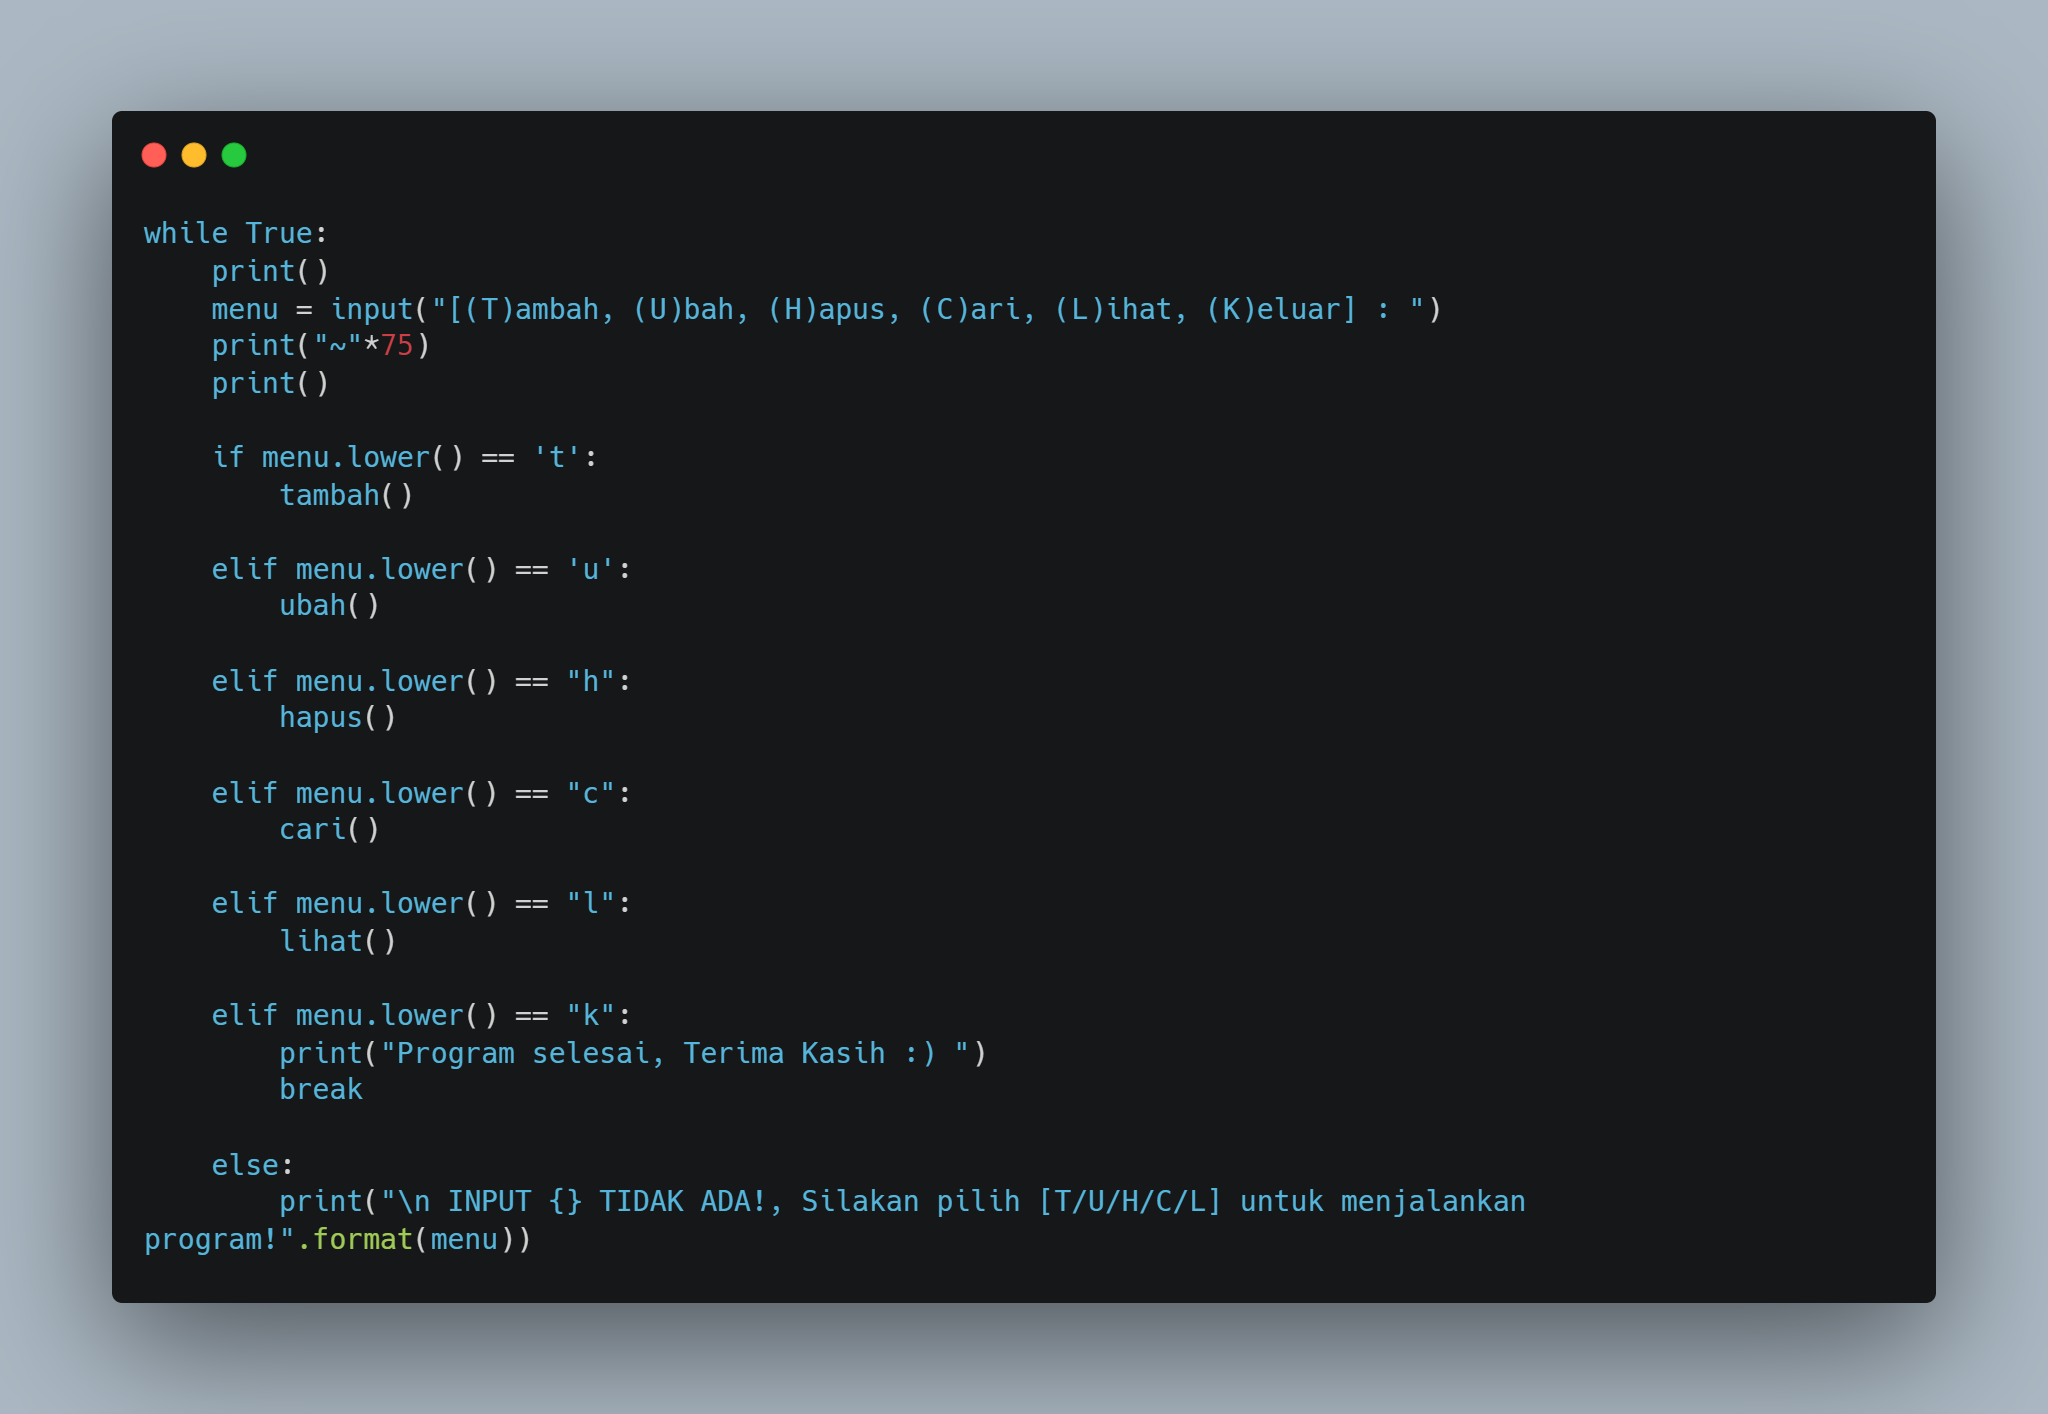 while True:
    print()
    menu = input("[(T)ambah, (U)bah, (H)apus, (C)ari, (L)ihat, (K)eluar] : ")
    print("~"*75)
    print()

    if menu.lower() == 't':
        tambah()

    elif menu.lower() == 'u':
        ubah()

    elif menu.lower() == "h":
        hapus()

    elif menu.lower() == "c":
        cari()

    elif menu.lower() == "l":
        lihat()

    elif menu.lower() == "k":
        print("Program selesai, Terima Kasih :) ")
        break

    else:
        print("\n INPUT {} TIDAK ADA!, Silakan pilih [T/U/H/C/L] untuk menjalankan
program!".format(menu))